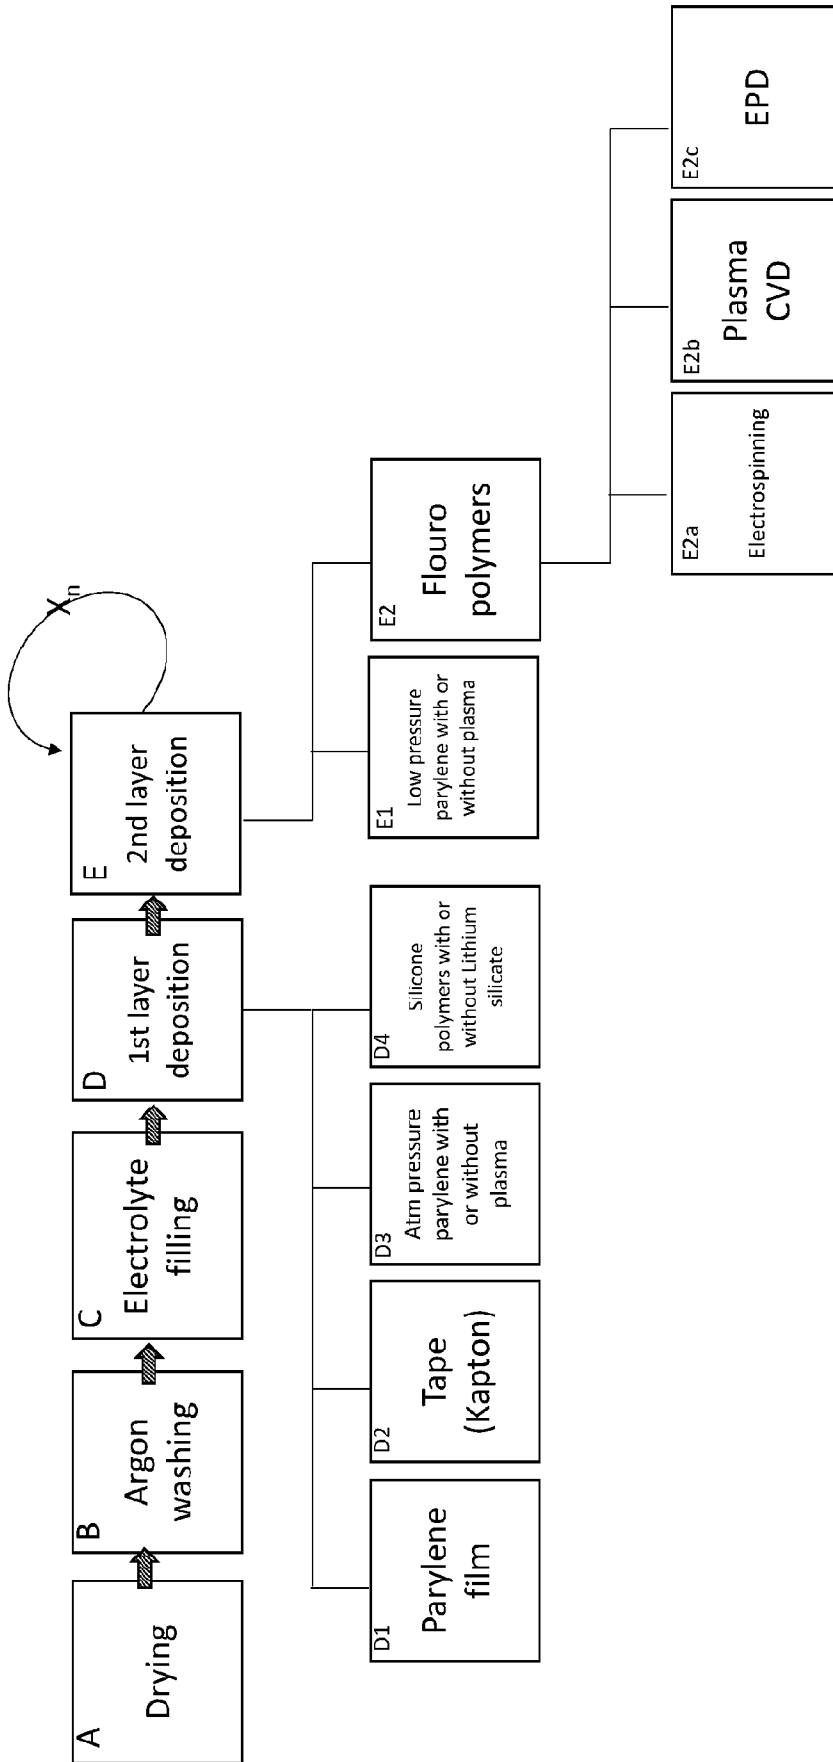 A
Drying
B
Argon
washing
C
Electrolyte
filling
D
1st layer
deposition
E
2nd layer
deposition
Xn
D1
Parylene
film
D2
Tape
(Kapton)
D3
Atm pressure
parylene with
or without
plasma
D4
Silicone
polymers with or
without Lithium
silicate
E1
Low pressure
parylene with or
without plasma
E2
Flouro
polymers
E2a
Electrospinning
E2b
Plasma
CVD
E2c
EPD